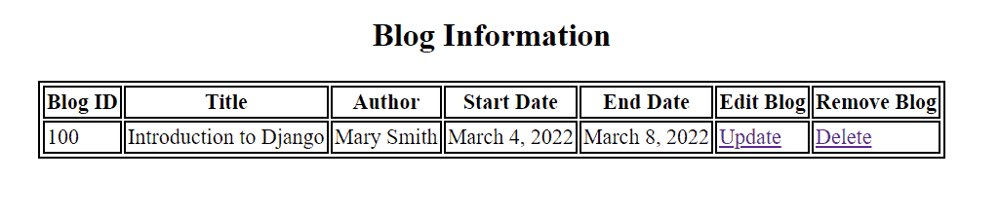 Blog Information
Blog ID Title Author Start Date End Date Edit Blog Remove Blog
100 Introduction to Django Mary Smith March 4, 2022 March 8, 2022 Update Delete